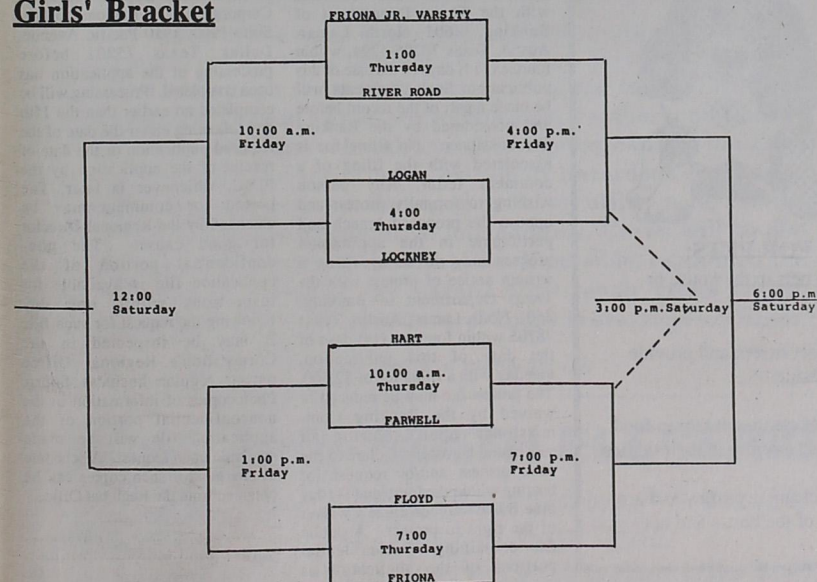 Girls' Bracket
FRIONA JR. VARSITY
1:00
Thursday
RIVER ROAD
10:00 a.m.
Friday
4:00 p.m.
Friday
LOGAN
4:00
Thursday
LOCKNEY
12:00
Saturday
3:00 p.m.Saturday
6:00 p.m
Saturday
HART
10:00 a.m.
Thursday
FARWELL
1:00 p.m.
Friday
7:00 p.m.
Friday
FLOYD
7:00
Thursday
FRIONA